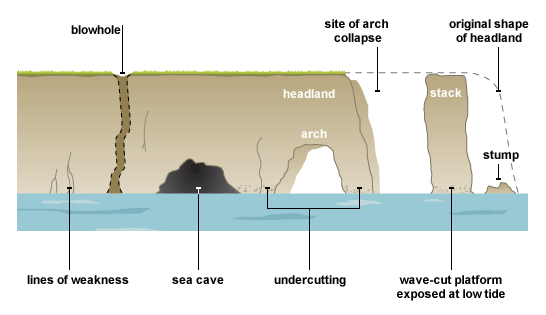 blowhole
site of arch
collapse
original shape
of headland
headland
stack
arch
stump
lines of weakness
sea cave
undercutting
wave-cut platform
exposed at low tide